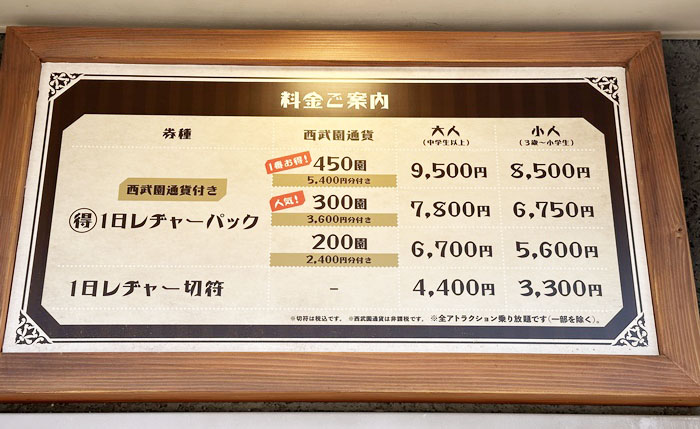 料金ご案内
券種 西武園通貨 大人 小人
(中学生以上) (3歳〜小学生)
1番お得! 450園 9,500円 8,500円
5,400円分付き
西武園通貨付き
人気! 300園 7,800円 6,750円
3,600円分付き
得 1日レヂャーパック
200園 6,700円 5,600円
2,400円分付き
1日レヂャー切符 － 4,400円 3,300円
※切符は税込です。 ※西武園通貨は非課税です。 ※全アトラクション乗り放題です(一部を除く)。